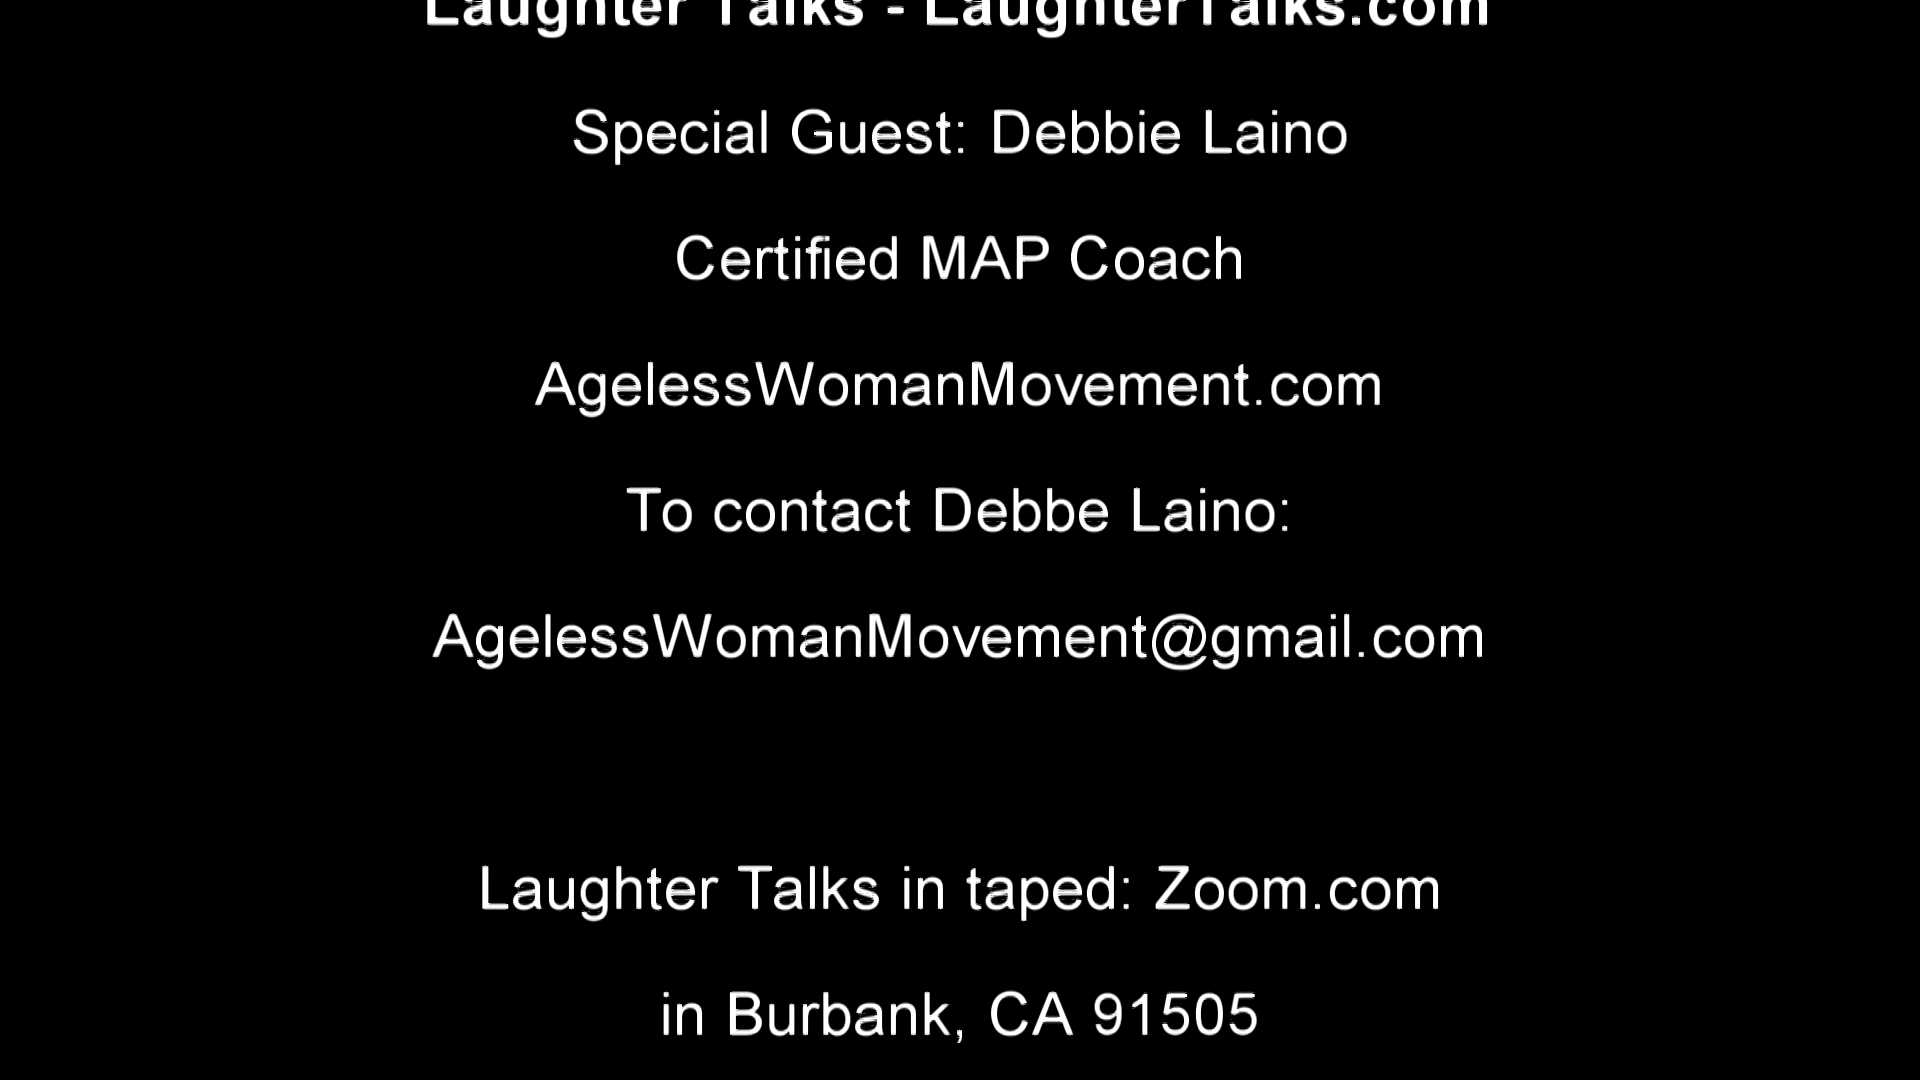 Laughter Talks - LaughterTalks.com
Special Guest: Debbie Laino
Certified MAP Coach
AgelessWomanMovement.com
To contact Debbe Laino:
AgelessWomanMovement@gmail.com
Laughter Talks in taped: Zoom.com
in Burbank, CA 91505